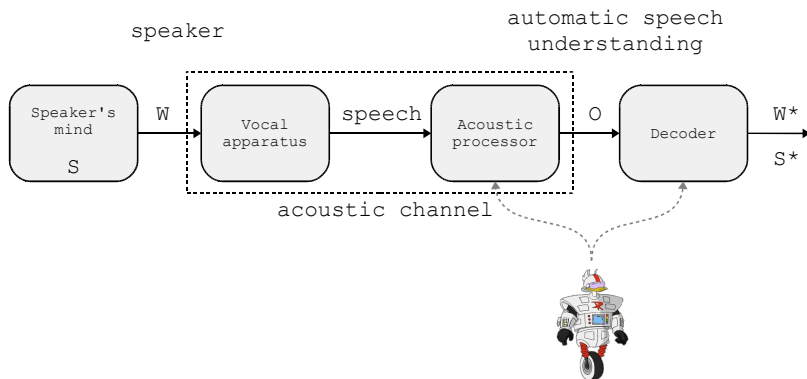 speaker
automatic speech
understanding
Speaker's
mind
S
W
Vocal
apparatus
speech
Acoustic
processor
O
Decoder
W*
S*
acoustic channel